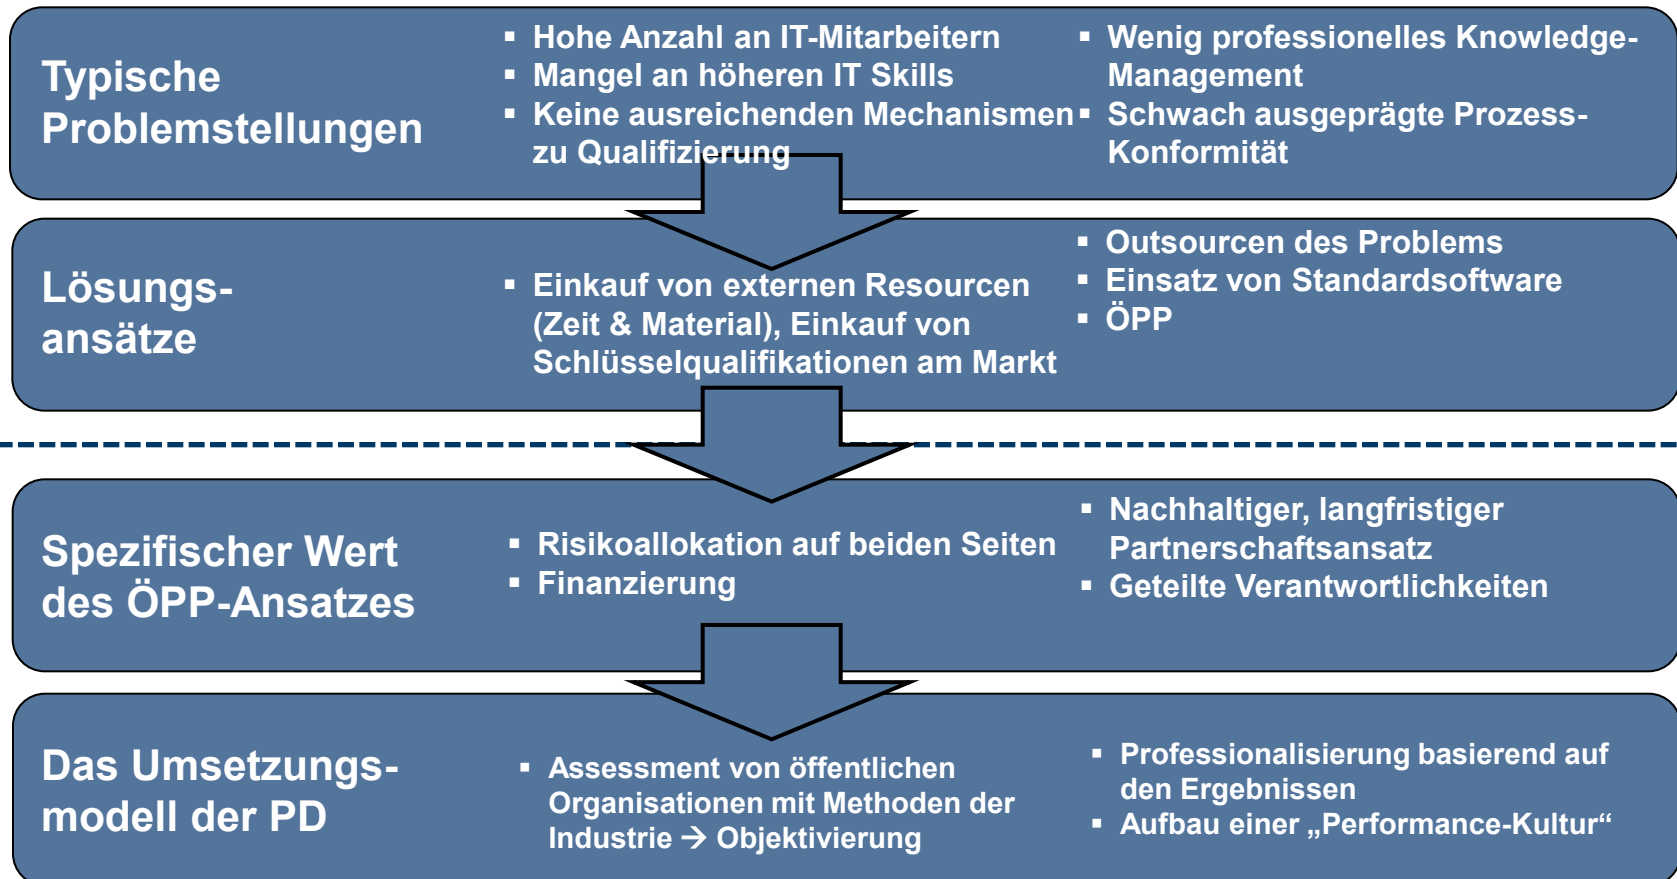 Typische
Problemstellungen
▪ Hohe Anzahl an IT-Mitarbeitern
▪ Mangel an höheren IT Skills
▪ Keine ausreichenden Mechanismen
zu Qualifizierung
▪ Wenig professionelles Knowledge-
Management
▪ Schwach ausgeprägte Prozess-
Konformität
Lösungs-
ansätze
▪ Einkauf von externen Resourcen
(Zeit & Material), Einkauf von
Schlüsselqualifikationen am Markt
▪ Outsourcen des Problems
▪ Einsatz von Standardsoftware
▪ ÖPP
Spezifischer Wert
des ÖPP-Ansatzes
▪ Risikoallokation auf beiden Seiten
▪ Finanzierung
▪ Nachhaltiger, langfristiger
Partnerschaftsansatz
▪ Geteilte Verantwortlichkeiten
Das Umsetzungs-
modell der PD
▪ Assessment von öffentlichen
Organisationen mit Methoden der
Industrie → Objektivierung
▪ Professionalisierung basierend auf
den Ergebnissen
▪ Aufbau einer „Performance-Kultur“